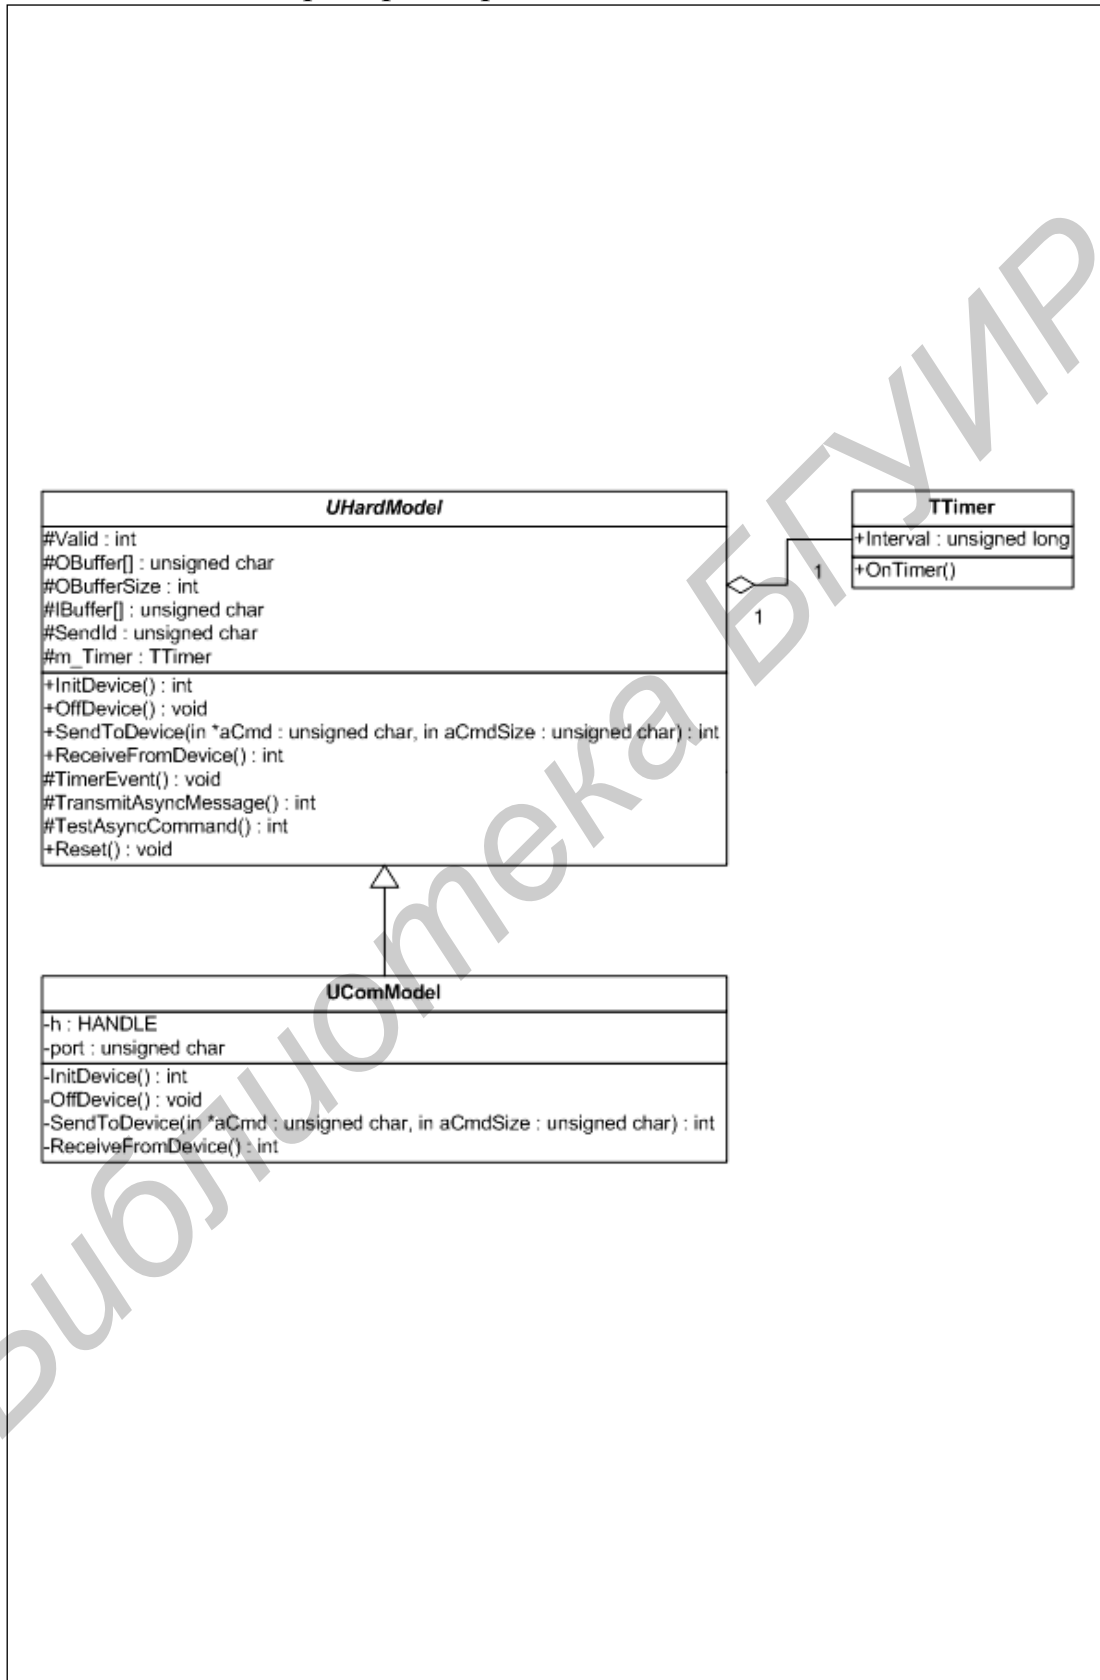 UHardModel
#Valid : int
#OBuffer[] : unsigned char
#OBufferSize : int
#IBuffer[] : unsigned char
#SendId : unsigned char
#m_Timer : TTimer
+InitDevice() : int
+OffDevice() : void
+SendToDevice(in *aCmd : unsigned char, in aCmdSize : unsigned char) : int
+ReceiveFromDevice() : int
#TimerEvent() : void
#TransmitAsyncMessage() : int
#TestAsyncCommand() : int
+Reset() : void
1
1
TTimer
+Interval : unsigned long
+OnTimer()
UComModel
-h : HANDLE
-port : unsigned char
-InitDevice() : int
-OffDevice() : void
-SendToDevice(in *aCmd : unsigned char, in aCmdSize : unsigned char) : int
-ReceiveFromDevice() : int
Библиотека БГУИР